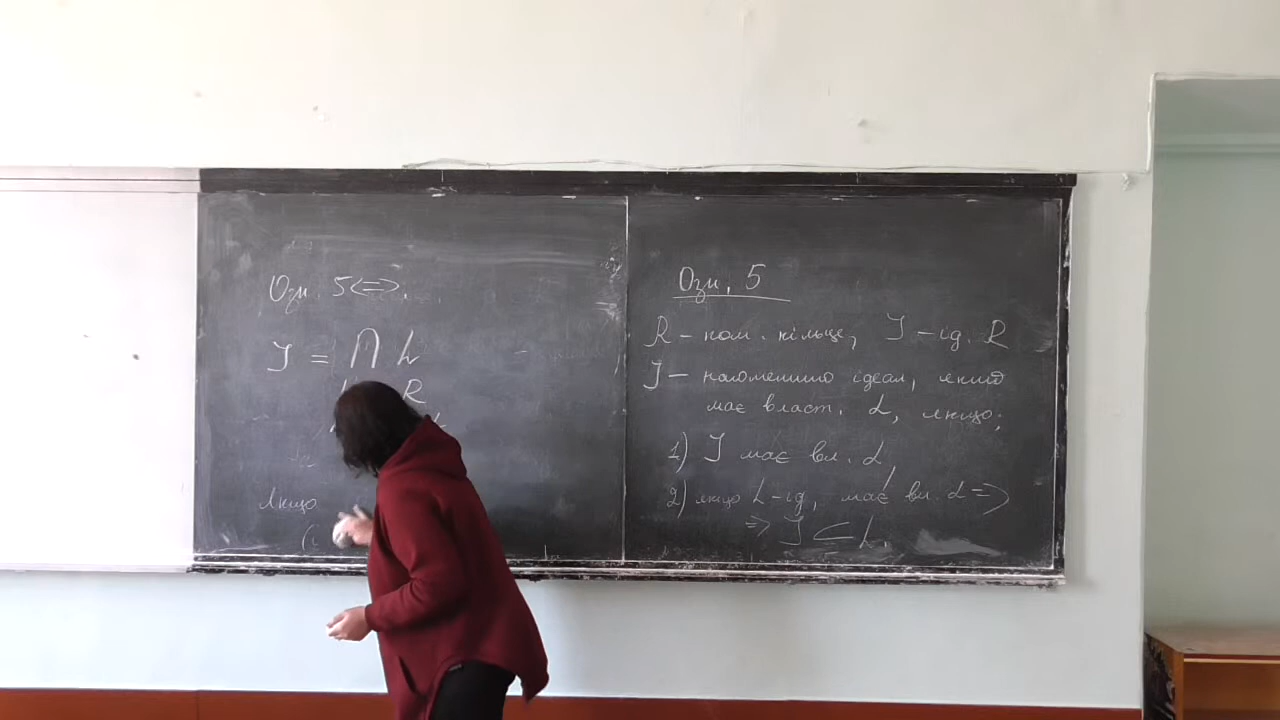 Озн. 5 <=>.
J = ∩ L
R
Якщо
Озн. 5
R – ком. кільце, J – ід. R
J – найменший ідеал, який
має власт. L, якщо:
1) J має вл. L,
2) якщо L – ід, має вл. L =>
=> J ⊂ L.